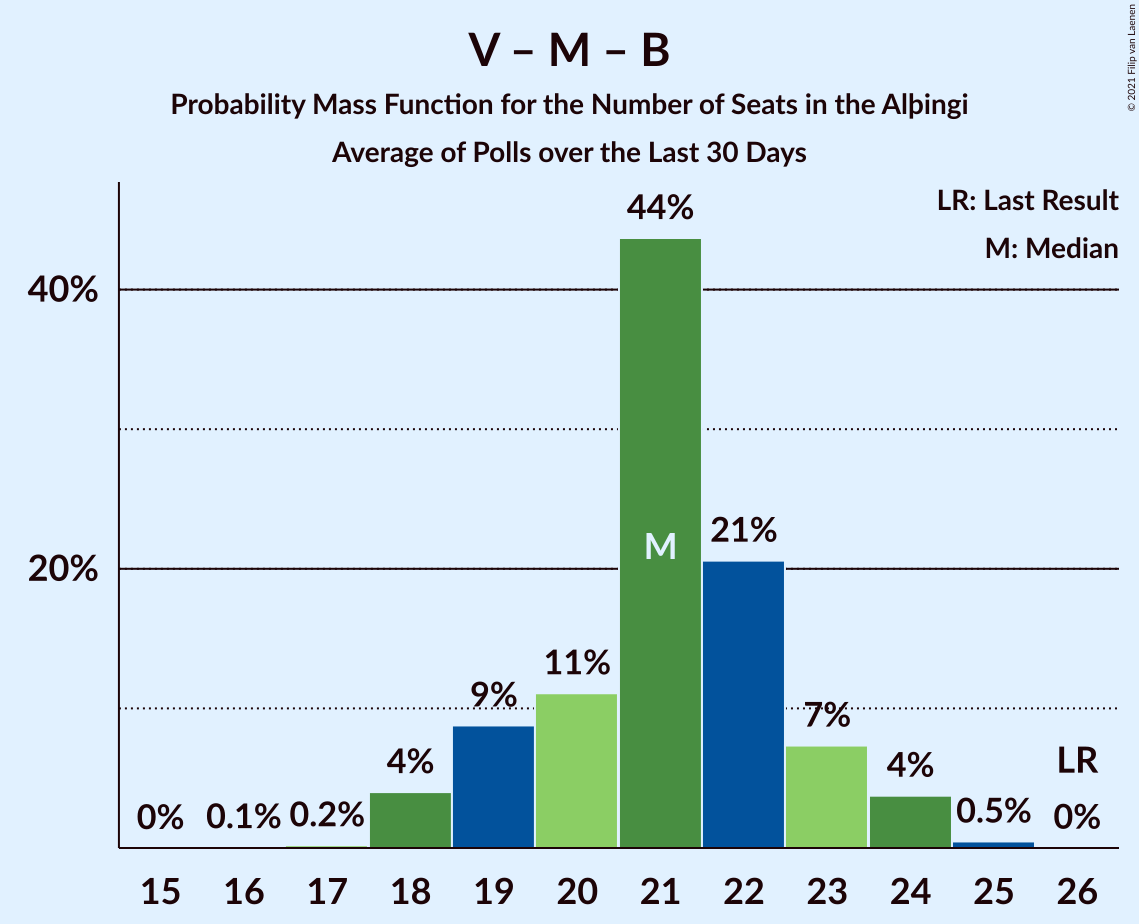 V – M – B
Probability Mass Function for the Number of Seats in the Alþingi
Average of Polls over the Last 30 Days
© 2021 Filip van Laenen
LR: Last Result
M: Median
44%
40%
M
21%
20%
11%
9%
7%
4%
4%
LR
0%
0.1%
0.2%
0.5%
0%
15 16 17 18 19 20 21 22 23 24 25 26